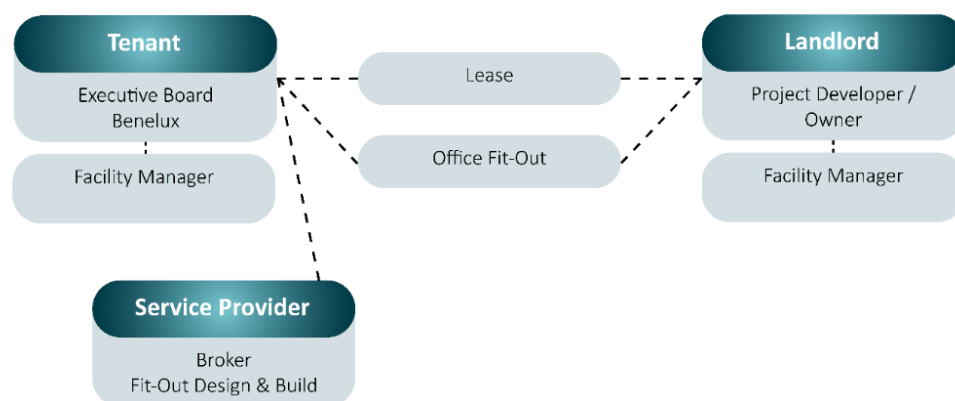 Tenant
Executive Board
Benelux
Facility Manager
Lease
Office Fit-Out
Landlord
Project Developer /
Owner
Facility Manager
Service Provider
Broker
Fit-Out Design & Build